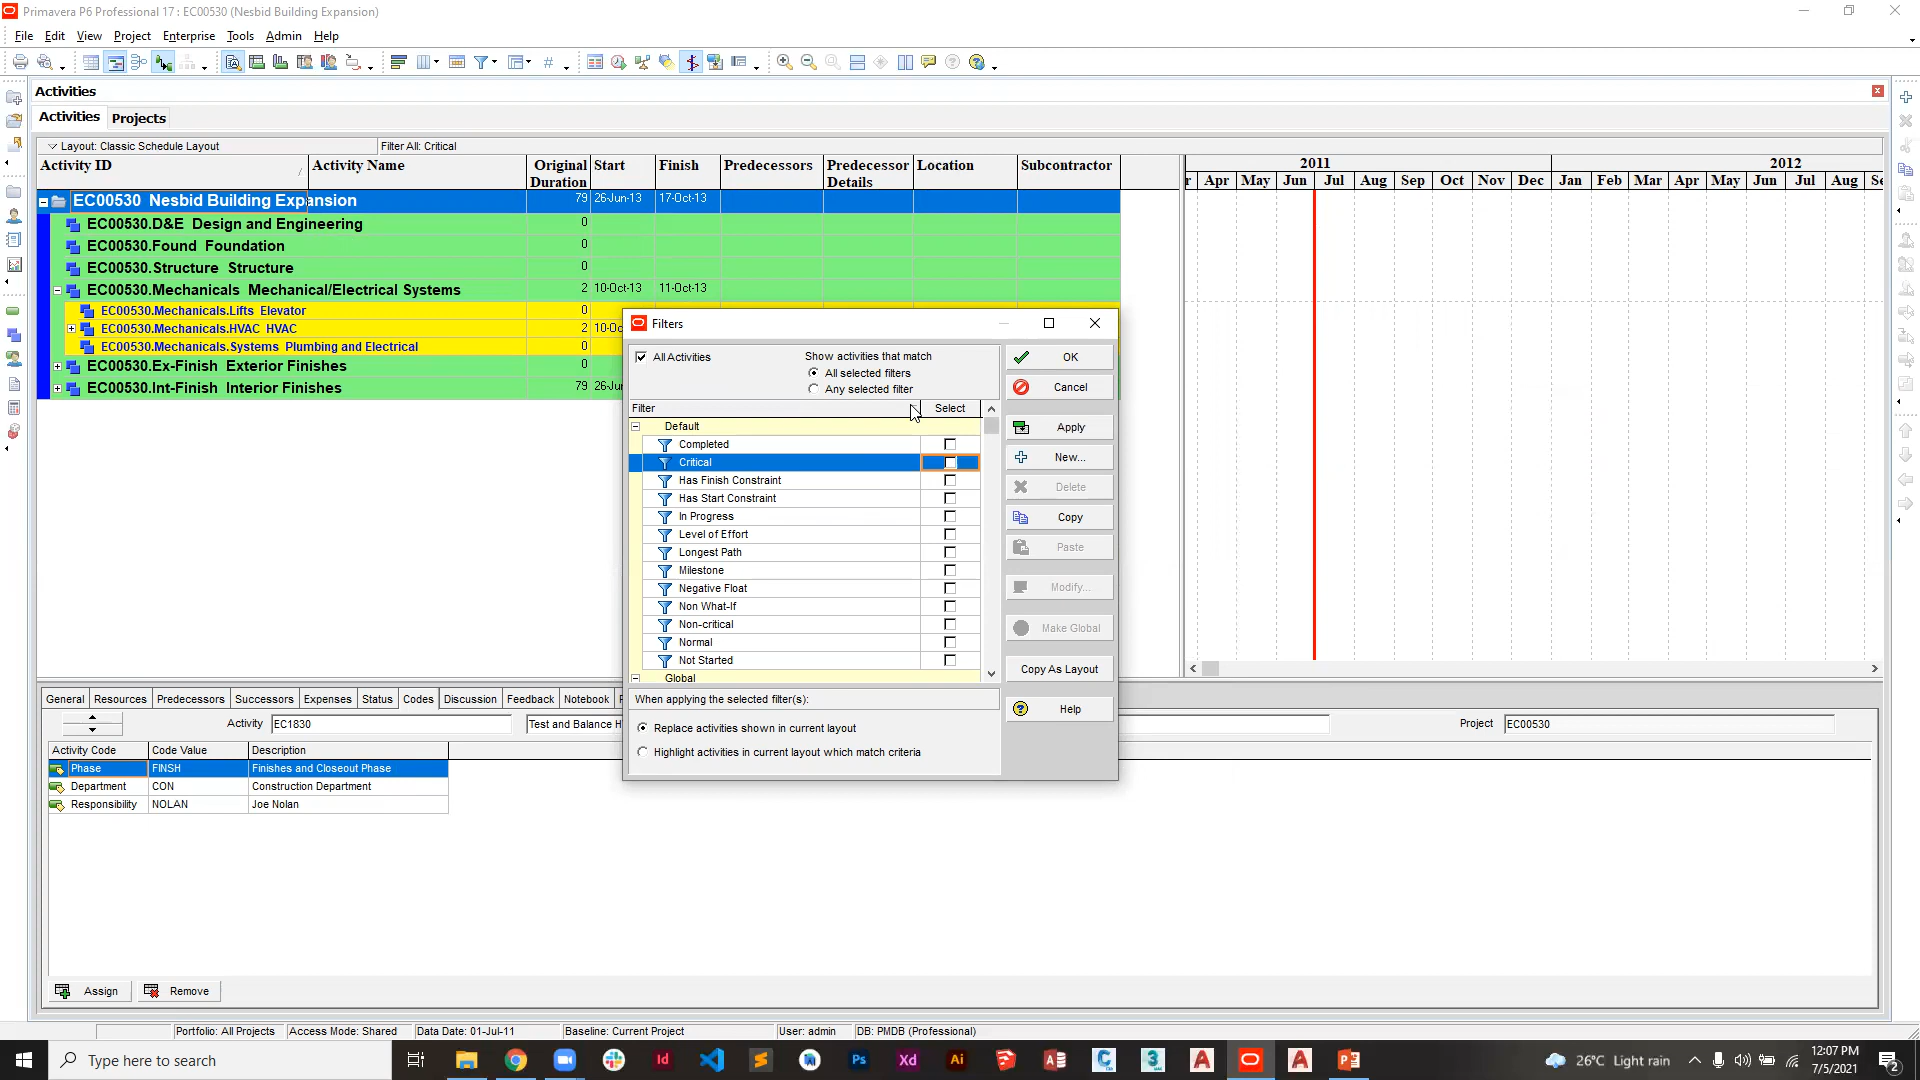 Primavera P6 Professional 17 : EC00530 (Nesbid Building Expansion)
File Edit View Project Enterprise Tools Admin Help
Activities
Activities Projects
Layout: Classic Schedule Layout Filter All: Critical
Activity ID Activity Name Original Duration Start Finish Predecessors Predecessor Details Location Subcontractor
2011 2012
r Apr May Jun Jul Aug Sep Oct Nov Dec Jan Feb Mar Apr May Jun Jul Aug Se
EC00530 Nesbid Building Expansion 79 26-Jun-13 17-Oct-13
EC00530.D&E Design and Engineering 0
EC00530.Found Foundation 0
EC00530.Structure Structure 0
EC00530.Mechanicals Mechanical/Electrical Systems 2 10-Oct-13 11-Oct-13
EC00530.Mechanicals.Lifts Elevator 0
EC00530.Mechanicals.HVAC HVAC 2 10-Oc
EC00530.Mechanicals.Systems Plumbing and Electrical 0
EC00530.Ex-Finish Exterior Finishes 0
EC00530.Int-Finish Interior Finishes 79 26-Ju
Filters
All Activities
Show activities that match
All selected filters
Any selected filter
Filter Select
Default
Completed
Critical
Has Finish Constraint
Has Start Constraint
In Progress
Level of Effort
Longest Path
Milestone
Negative Float
Non What-If
Non-critical
Normal
Not Started
Global
When applying the selected filter(s):
Replace activities shown in current layout
Highlight activities in current layout which match criteria
OK
Cancel
Apply
New...
Delete
Copy
Paste
Modify...
Make Global
Copy As Layout
Help
General Resources Predecessors Successors Expenses Status Codes Discussion Feedback Notebook
Activity EC1830 Test and Balance H Project EC00530
Activity Code Code Value Description
Phase FINSH Finishes and Closeout Phase
Department CON Construction Department
Responsibility NOLAN Joe Nolan
Assign Remove
Portfolio: All Projects Access Mode: Shared Data Date: 01-Jul-11 Baseline: Current Project User: admin DB: PMDB (Professional)
Type here to search
26°C Light rain
12:07 PM
7/5/2021
2